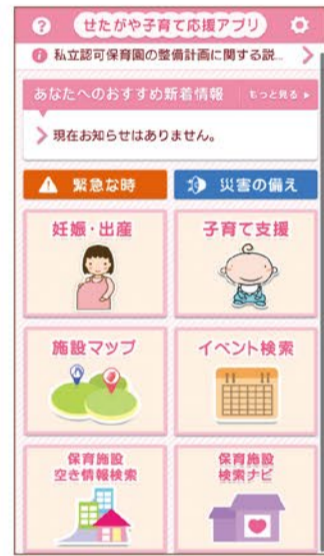 ?
せたがや子育て応援アプリ
私立認可保育園の整備計画に関する説…
あなたへのおすすめ新着情報 もっと見る
現在お知らせはありません。
緊急な時
災害の備え
妊娠・出産
子育て支援
施設マップ
イベント検索
保育施設
空き情報検索
保育施設
検索ナビ